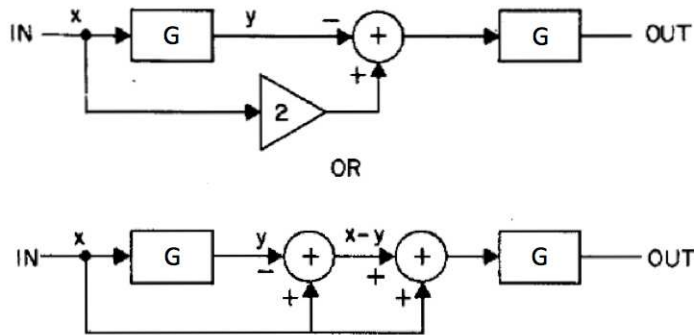 IN x G y − + G OUT
+
2
OR
IN x G y − + x-y + + G OUT
+ +